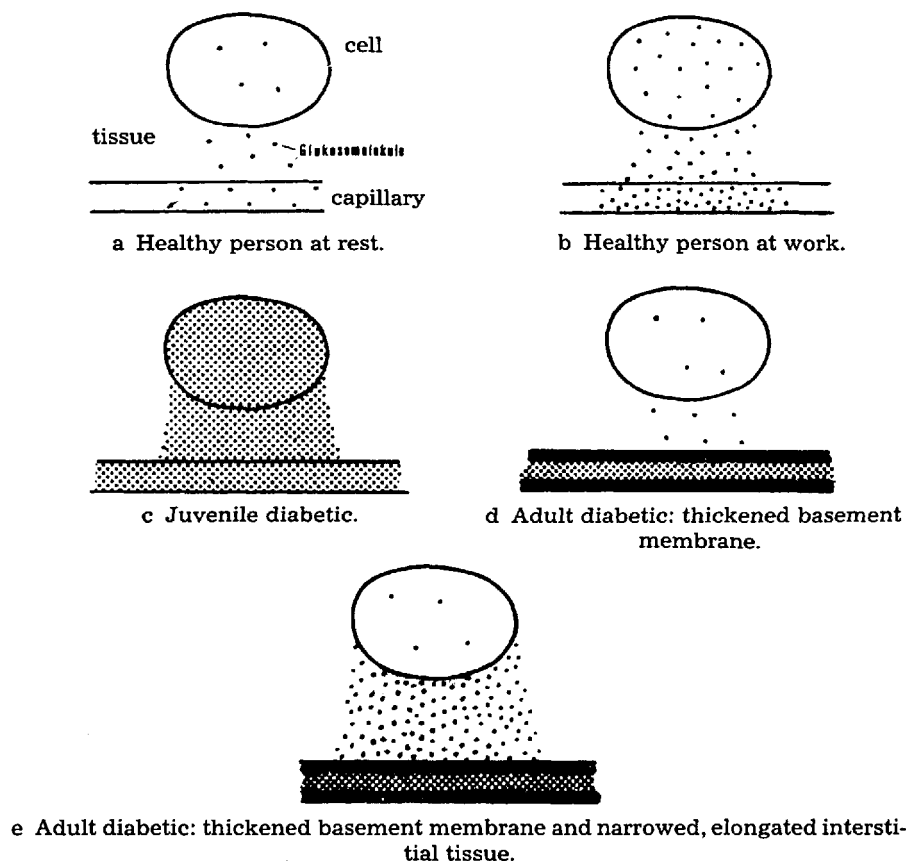 cell
tissue
Glukosemoleküle
capillary
a Healthy person at rest.
b Healthy person at work.
c Juvenile diabetic.
d Adult diabetic: thickened basement
membrane.
e Adult diabetic: thickened basement membrane and narrowed, elongated intersti-
tial tissue.